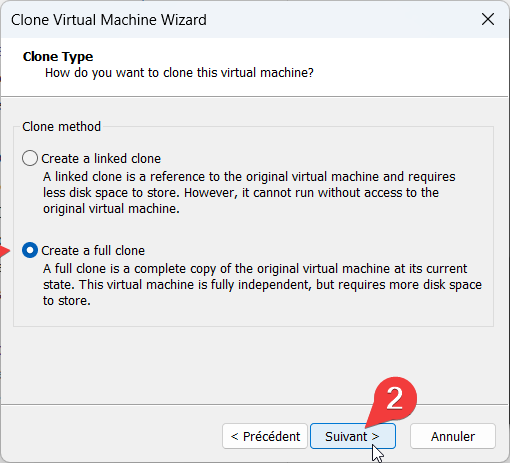 Clone Virtual Machine Wizard
Clone Type
How do you want to clone this virtual machine?
Clone method
Create a linked clone
A linked clone is a reference to the original virtual machine and requires
less disk space to store. However, it cannot run without access to the
original virtual machine.
Create a full clone
A full clone is a complete copy of the original virtual machine at its current
state. This virtual machine is fully independent, but requires more disk space
to store.
2
< Précédent
Suivant >
Annuler